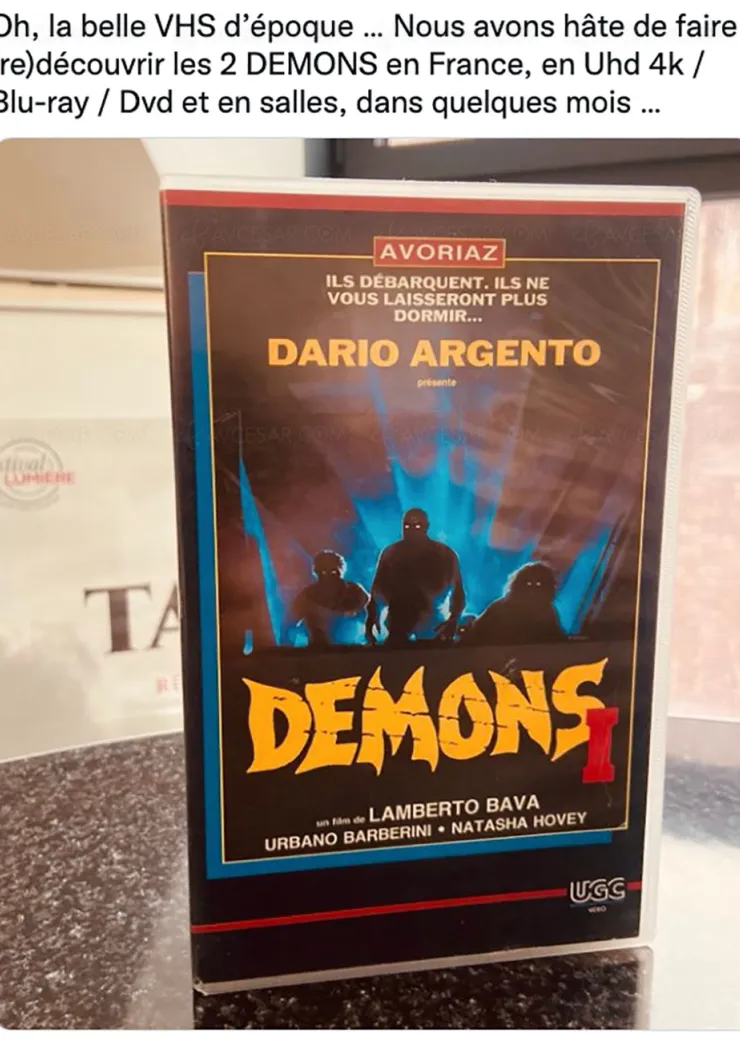 Oh, la belle VHS d’époque ... Nous avons hâte de faire
(re)découvrir les 2 DEMONS en France, en Uhd 4k /
Blu-ray / Dvd et en salles, dans quelques mois ...
AVORIAZ
ILS DÉBARQUENT. ILS NE
VOUS LAISSERONT PLUS
DORMIR...
DARIO ARGENTO
présente
LUMIÈRE
TA
DEMONS I
un film de LAMBERTO BAVA
URBANO BARBERINI • NATASHA HOVEY
UGC
VIDEO